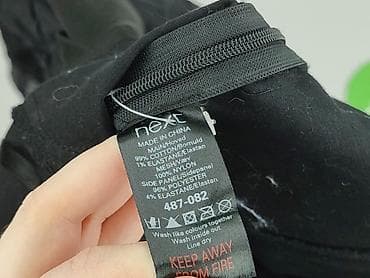 next
MADE IN CHINA
MAIN/Hoved
99% COTTON/Bomuld
1% ELASTANE/Elastan
MESH/Væv
100% NYLON
SIDE PANEL/Sidepanel
96% POLYESTER
4% ELASTANE/Elastan
487-082
Wash like colours together
Wash inside out
Line dry
KEEP AWAY
FROM FIRE